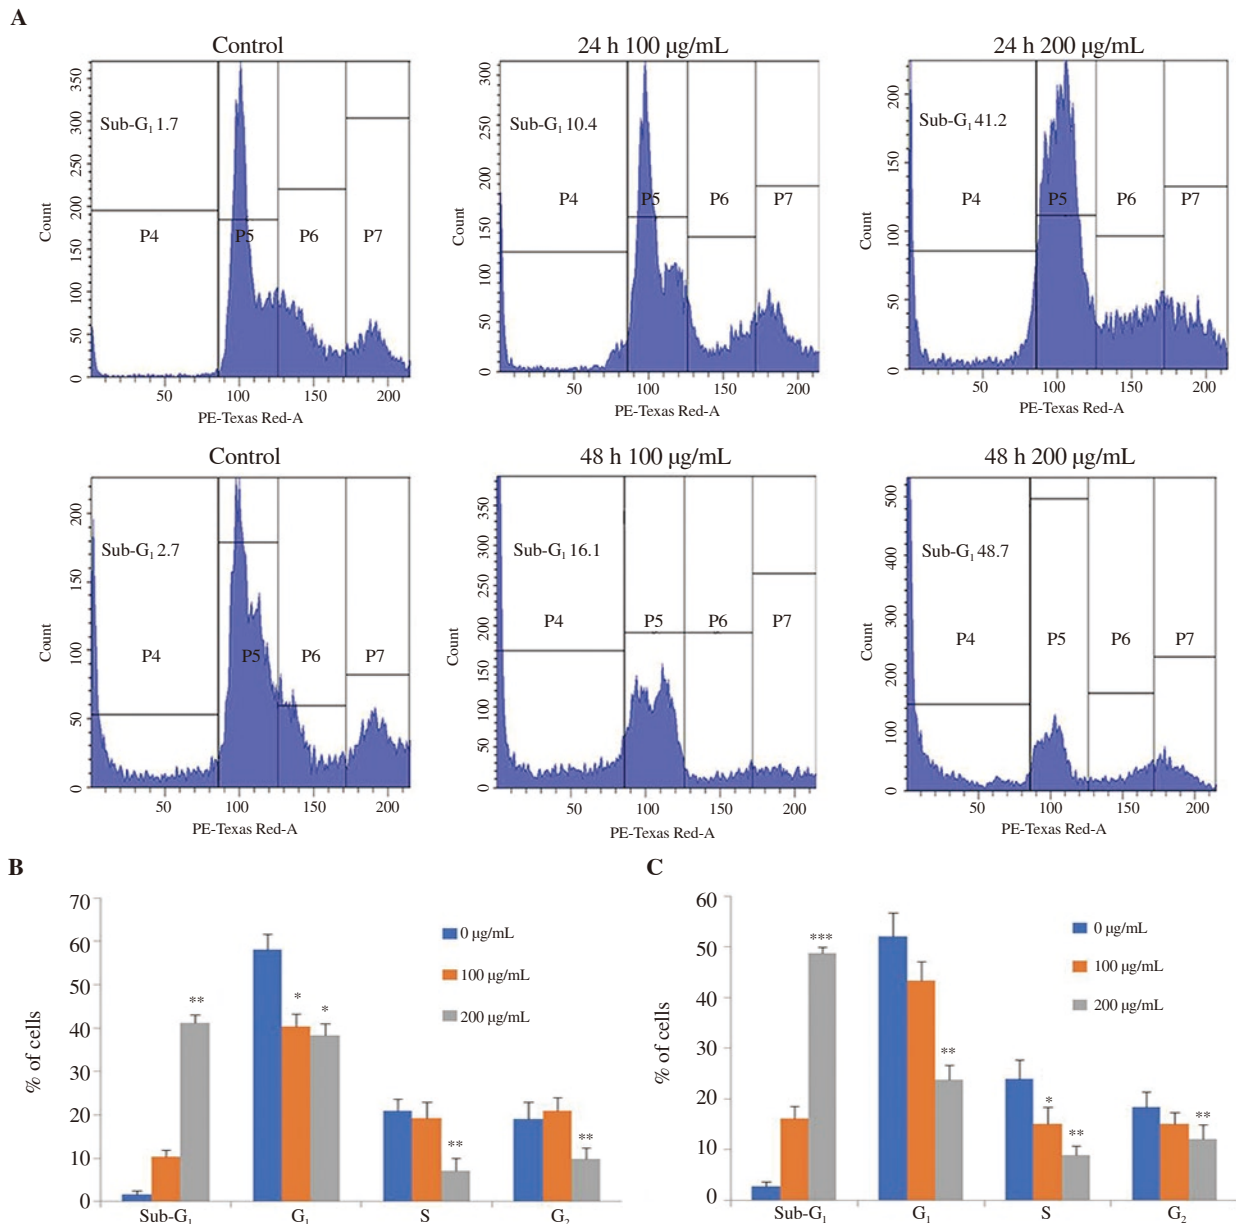 A
Control
24 h 100 μg/mL
24 h 200 μg/mL
Count
350
300
250
200
150
100
50
0
Sub-G₁ 1.7
P4
P5
P6
P7
50 100 150 200
PE-Texas Red-A
Count
300
250
200
150
100
50
0
Sub-G₁ 10.4
P4
P5
P6
P7
50 100 150 200
PE-Texas Red-A
Count
200
150
100
50
0
Sub-G₁ 41.2
P4
P5
P6
P7
50 100 150 200
PE-Texas Red-A
Control
48 h 100 μg/mL
48 h 200 μg/mL
Count
200
150
100
50
0
Sub-G₁ 2.7
P4
P5
P6
P7
50 100 150 200
PE-Texas Red-A
Count
350
300
250
200
150
100
50
0
Sub-G₁ 16.1
P4
P5
P6
P7
50 100 150 200
PE-Texas Red-A
Count
500
400
300
200
100
0
Sub-G₁ 48.7
P4
P5
P6
P7
50 100 150 200
PE-Texas Red-A
B
% of cells
70
60
50
40
30
20
10
0
**
*
*
**
**
0 μg/mL
100 μg/mL
200 μg/mL
Sub-G₁ G₁ S G₂
C
% of cells
60
50
40
30
20
10
0
***
**
*
**
**
0 μg/mL
100 μg/mL
200 μg/mL
Sub-G₁ G₁ S G₂